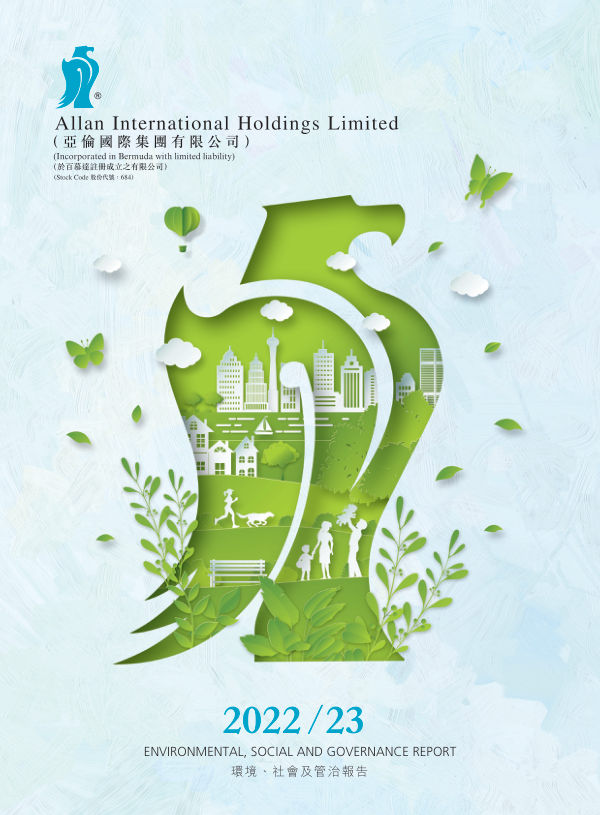 ®
Allan International Holdings Limited
(亞倫國際集團有限公司)
(Incorporated in Bermuda with limited liability)
(於百慕達註冊成立之有限公司)
(Stock Code 股份代號：684)
2022/23
ENVIRONMENTAL, SOCIAL AND GOVERNANCE REPORT
環境、社會及管治報告